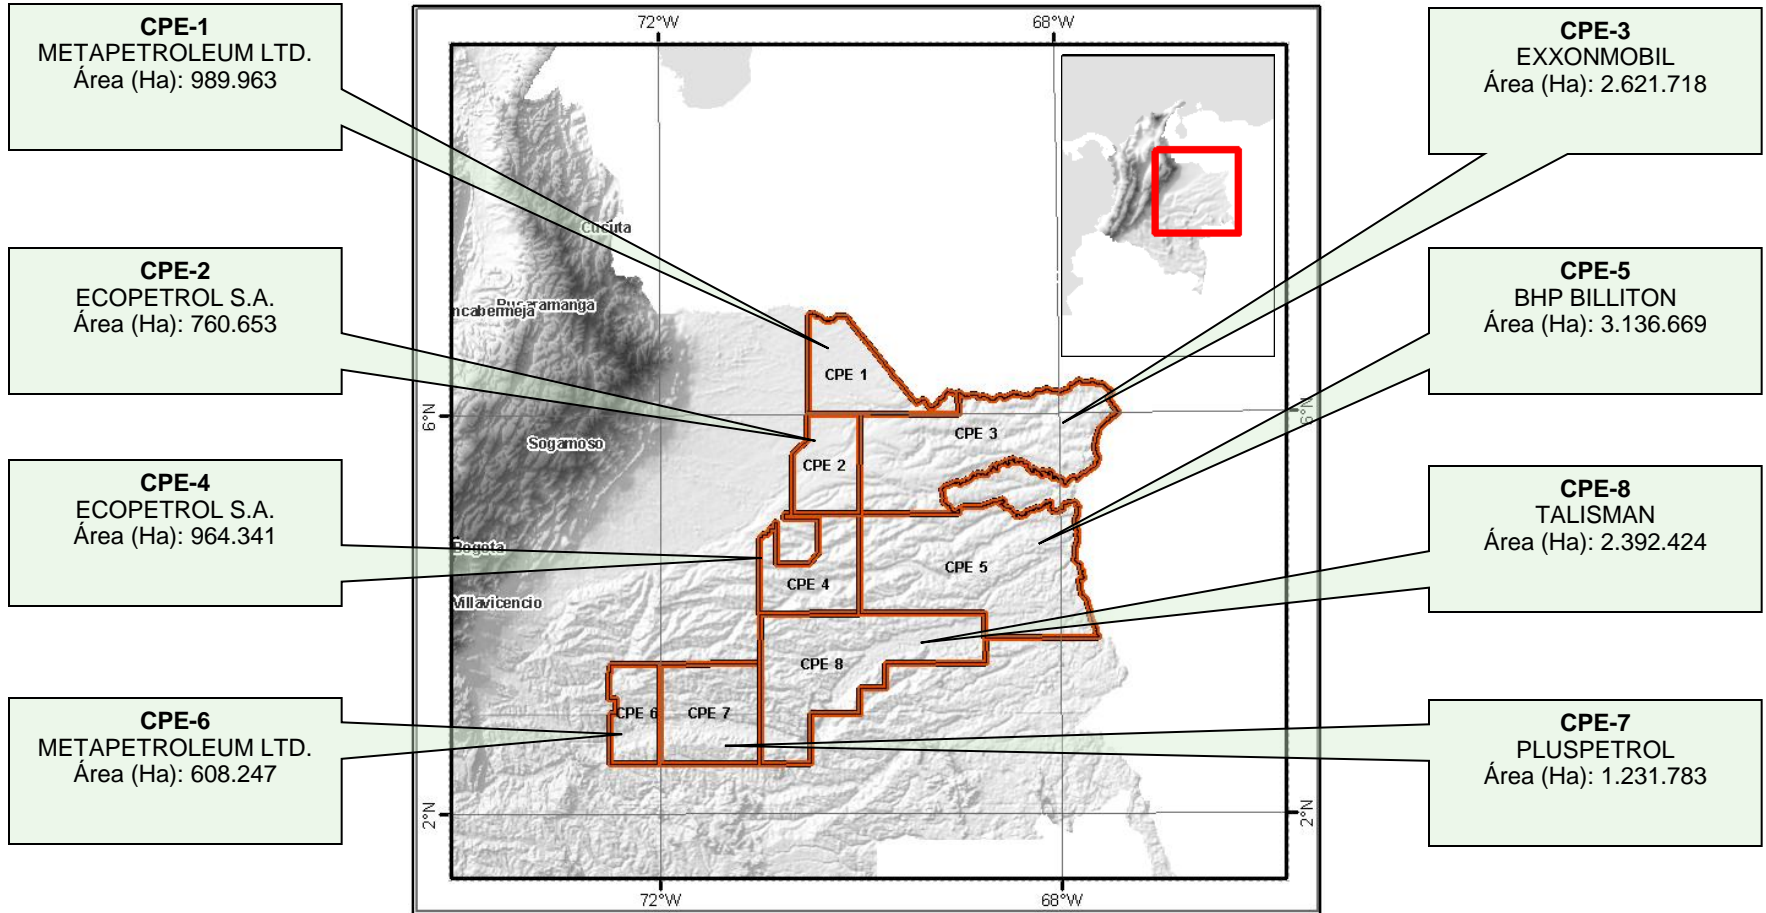 CPE-1
METAPETROLEUM LTD.
Área (Ha): 989.963
CPE-2
ECOPETROL S.A.
Área (Ha): 760.653
CPE-4
ECOPETROL S.A.
Área (Ha): 964.341
CPE-6
METAPETROLEUM LTD.
Área (Ha): 608.247
72°W
68°W
6°N
6°N
2°N
2°N
72°W
68°W
Cucuta
Bucaramanga
ncabermeja
Sogamoso
Bogota
Villavicencio
CPE 1
CPE 2
CPE 3
CPE 4
CPE 5
CPE 6
CPE 7
CPE 8
CPE-3
EXXONMOBIL
Área (Ha): 2.621.718
CPE-5
BHP BILLITON
Área (Ha): 3.136.669
CPE-8
TALISMAN
Área (Ha): 2.392.424
CPE-7
PLUSPETROL
Área (Ha): 1.231.783